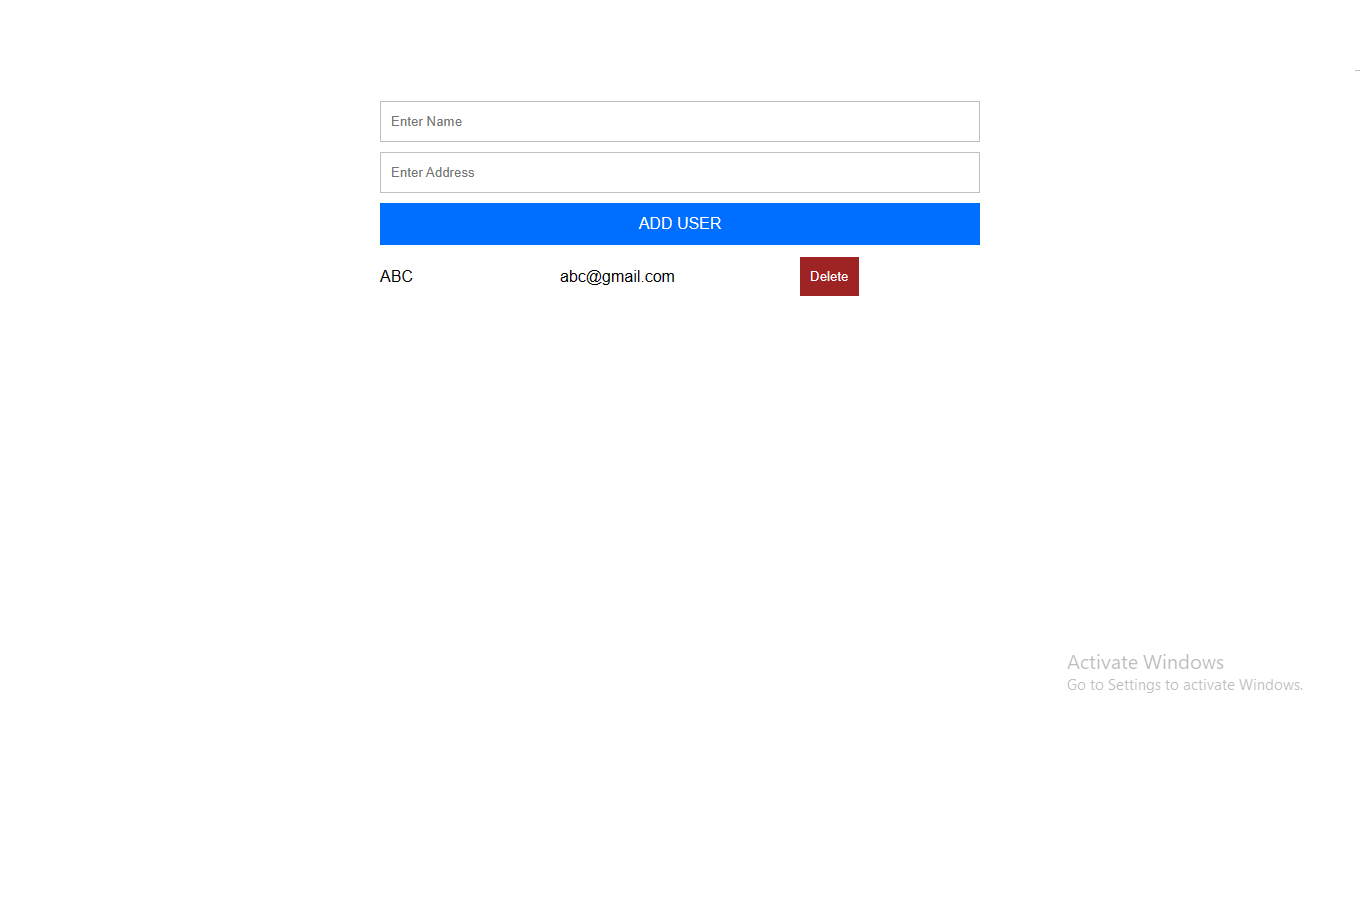 Enter Name
Enter Address
ADD USER
ABC abc@gmail.com Delete
Activate Windows
Go to Settings to activate Windows.